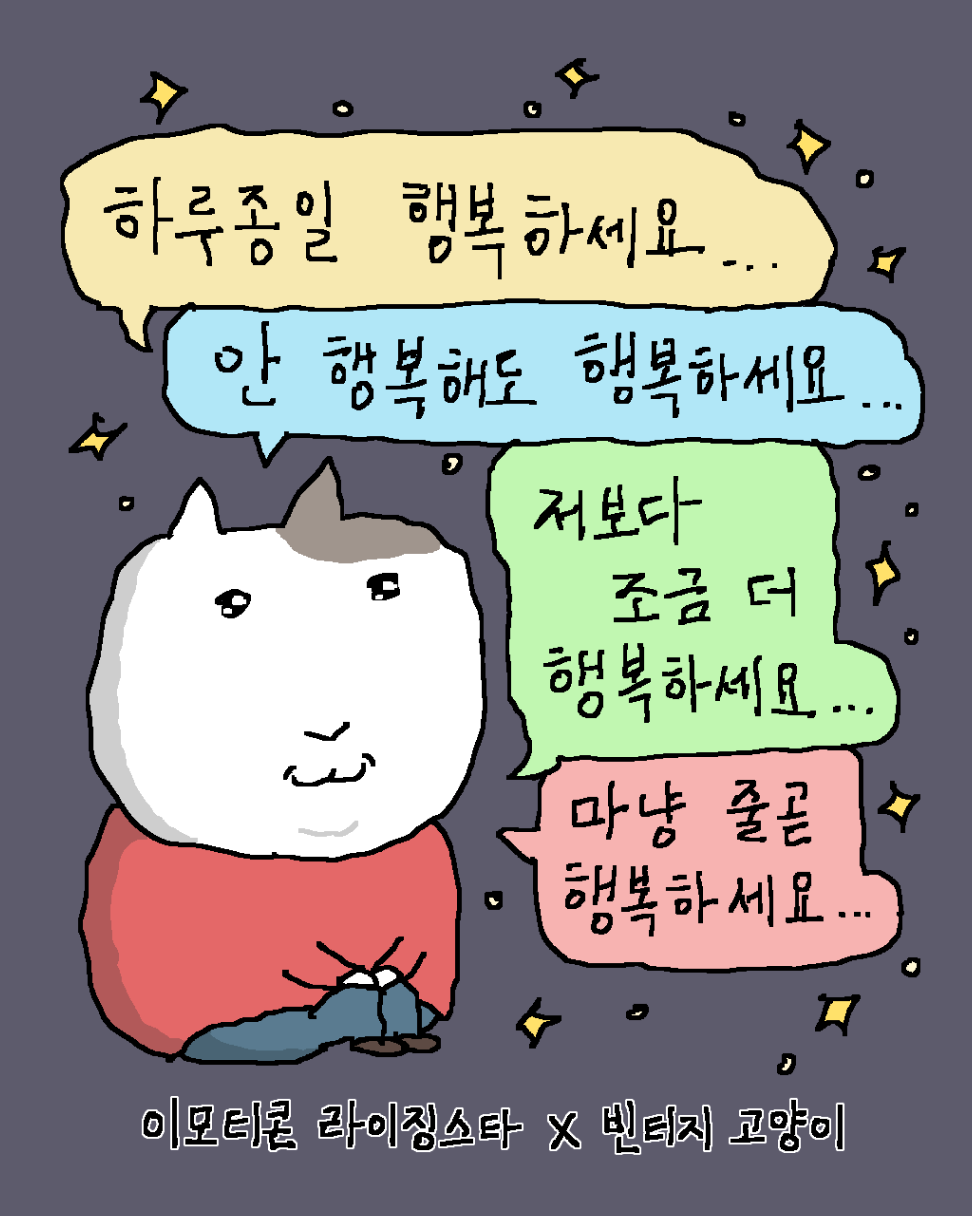 하루종일 행복하세요...
안 행복해도 행복하세요...
저보다
조금 더
행복하세요...
마냥 줄곧
행복하세요...
이모티콘 라이징스타 X 빈터지 고양이